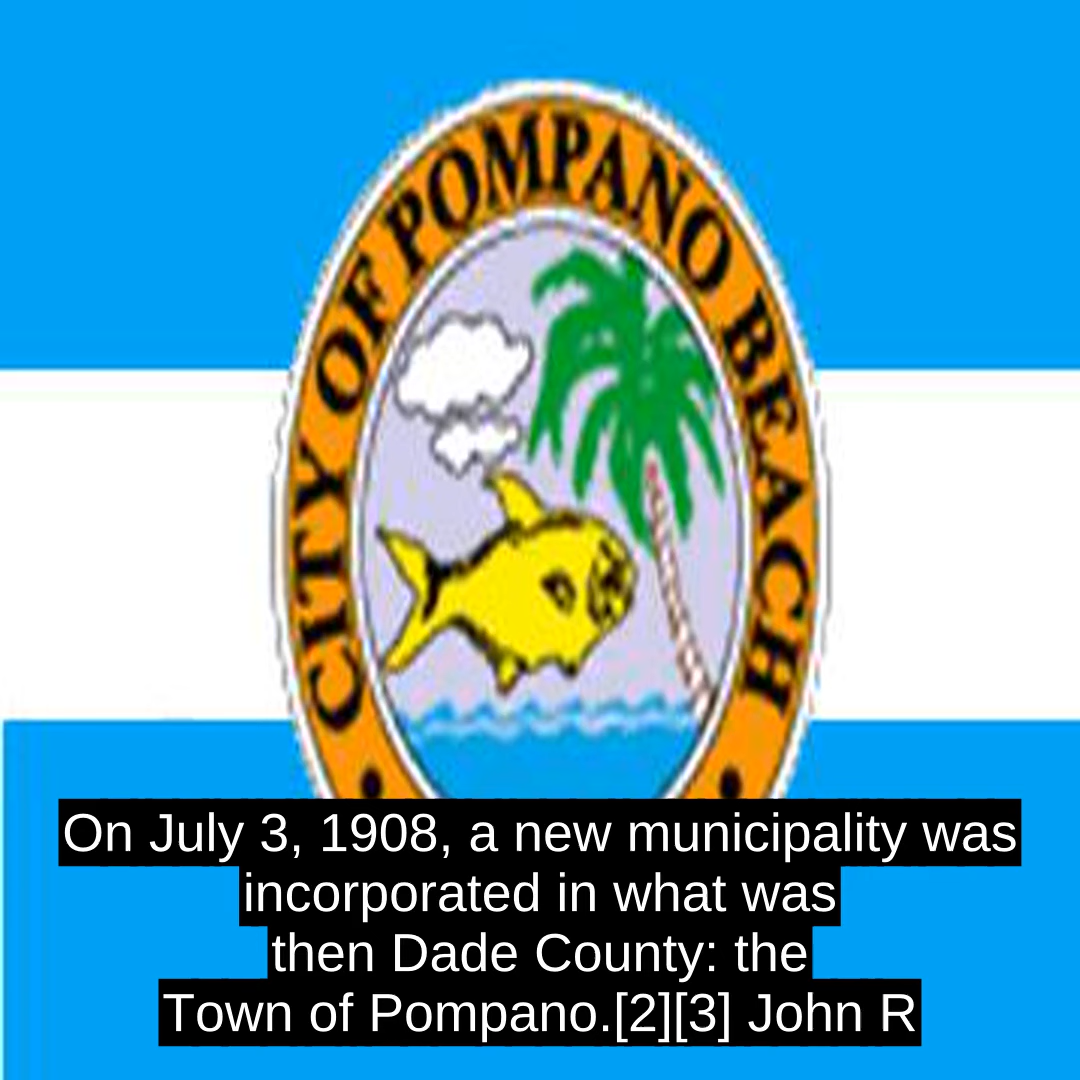 CITY OF POMPANO BEACH
On July 3, 1908, a new municipality was
incorporated in what was
then Dade County: the
Town of Pompano.[2][3] John R